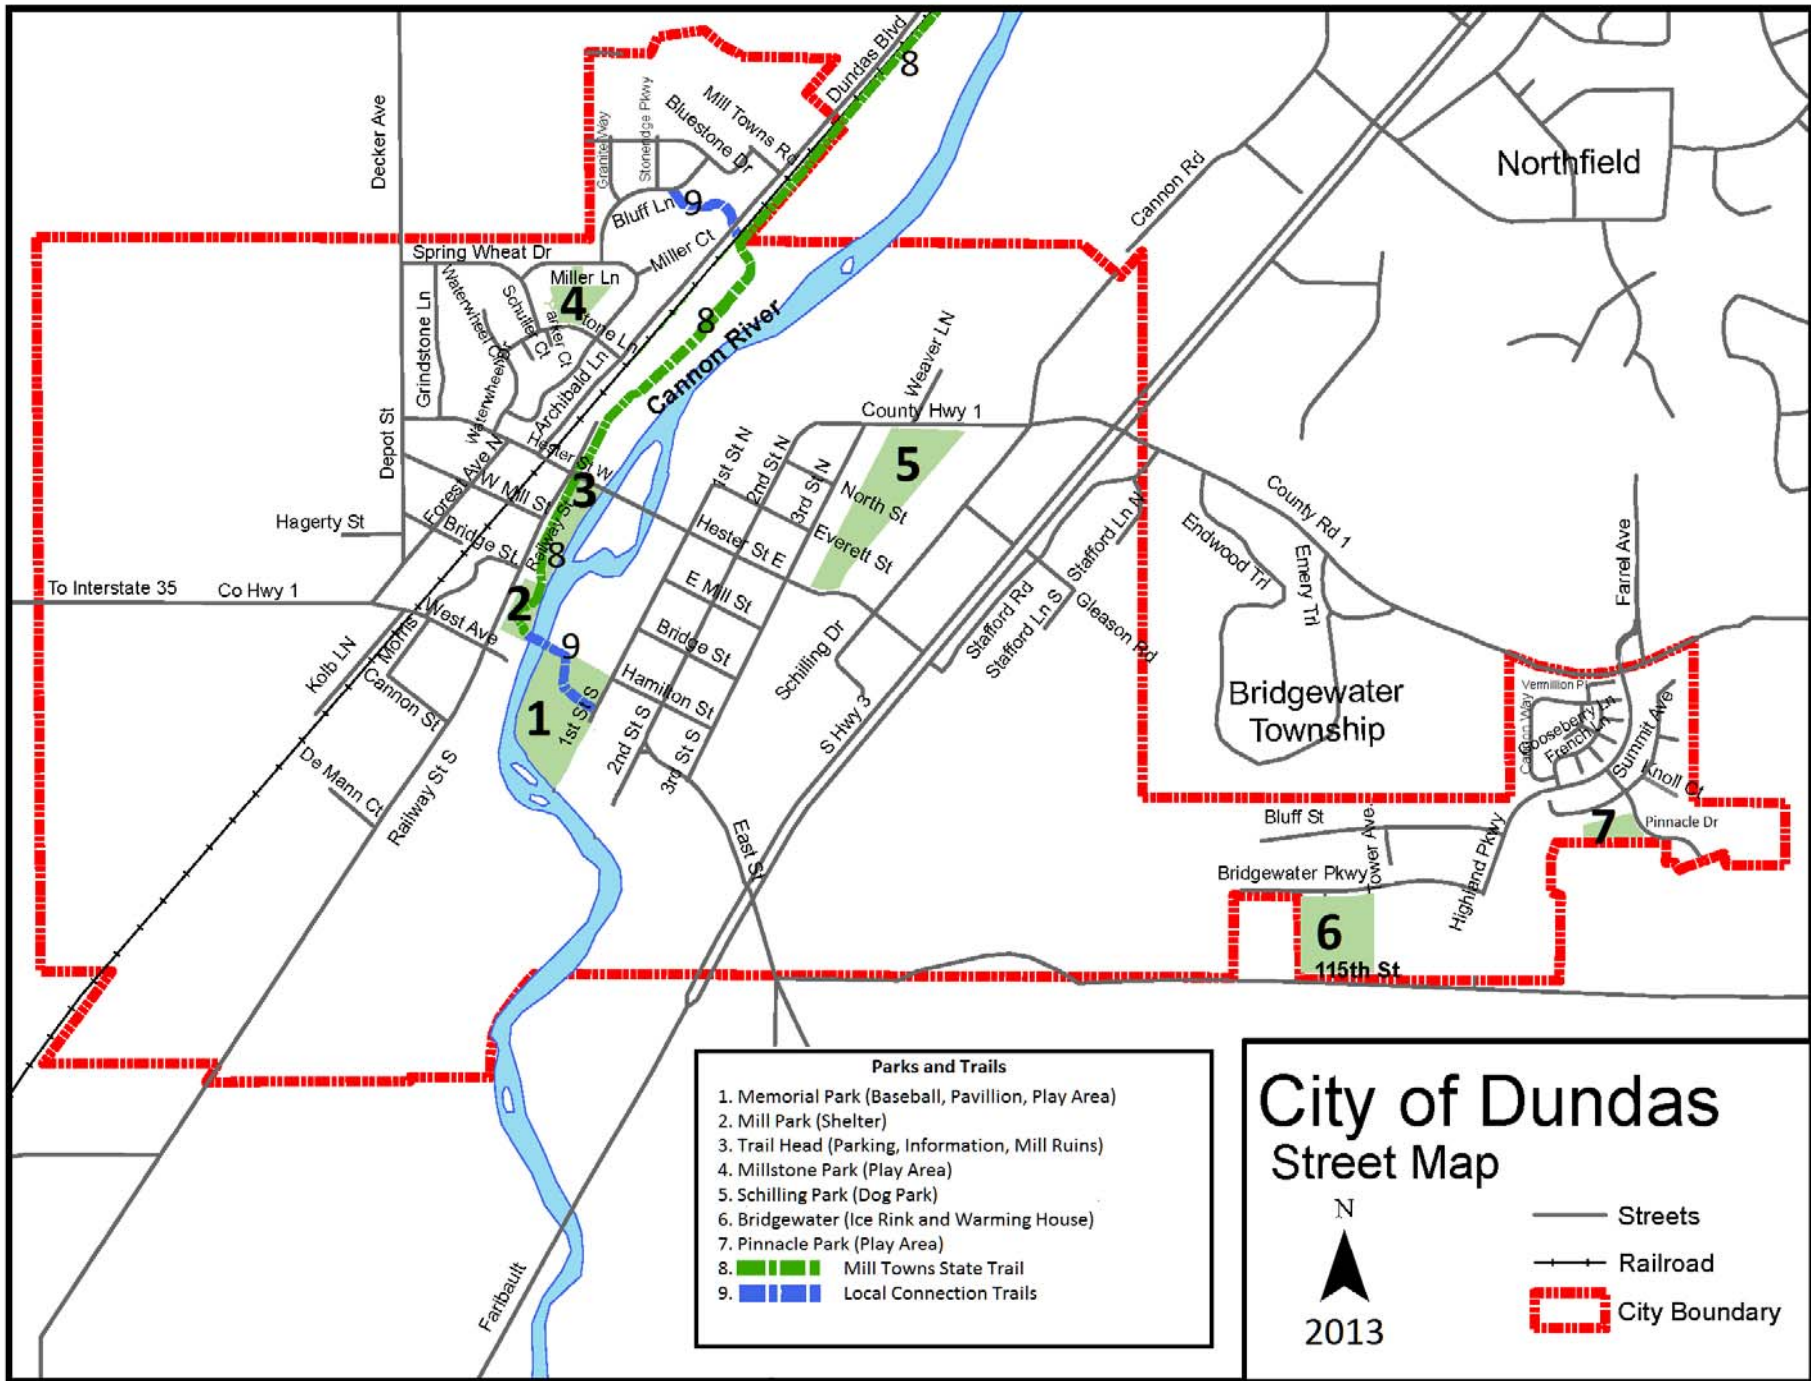 Dundas Blvd
8
Decker Ave
Granite Way
Stoneridge Pkwy
Mill Towns Rd
Bluestone Dr
Northfield
Cannon Rd
9
Bluff Ln
Miller Ct
Spring Wheat Dr
Miller Ln
4
Grindstone Ln
Waterwheel Cir
Schuller Ct
Parker Ct
tone Ln
Archibald Ln
8
Cannon River
Weaver LN
County Hwy 1
Depot St
Forest Ave N
Hester St W
W Mill St
3
1st St N
2nd St N
3rd St N
5
North St
Hagerty St
Bridge St
Railway St
8
Hester St E
Everett St
Stafford Ln N
Endwood Trl
County Rd 1
Emery Trl
Farrel Ave
To Interstate 35
Co Hwy 1
2
E Mill St
West Ave
Morris
9
Bridge St
Stafford Rd
Stafford Ln S
Gleason Rd
Kolb LN
Cannon St
1
1st St S
Hamilton St
Schilling Dr
2nd St S
3rd St S
S Hwy 3
Bridgewater
Township
Vermillion Pl
Cannon Way
Gooseberry Ln
French Ln
Summit Ave
Knoll Ct
De Mann Ct
Railway St S
East St
Bluff St
Tower Ave.
Highland Pkwy
7
Pinnacle Dr
Bridgewater Pkwy
6
115th St
Faribault
Parks and Trails
1. Memorial Park (Baseball, Pavillion, Play Area)
2. Mill Park (Shelter)
3. Trail Head (Parking, Information, Mill Ruins)
4. Millstone Park (Play Area)
5. Schilling Park (Dog Park)
6. Bridgewater (Ice Rink and Warming House)
7. Pinnacle Park (Play Area)
8. Mill Towns State Trail
9. Local Connection Trails
City of Dundas
Street Map
N
2013
Streets
Railroad
City Boundary